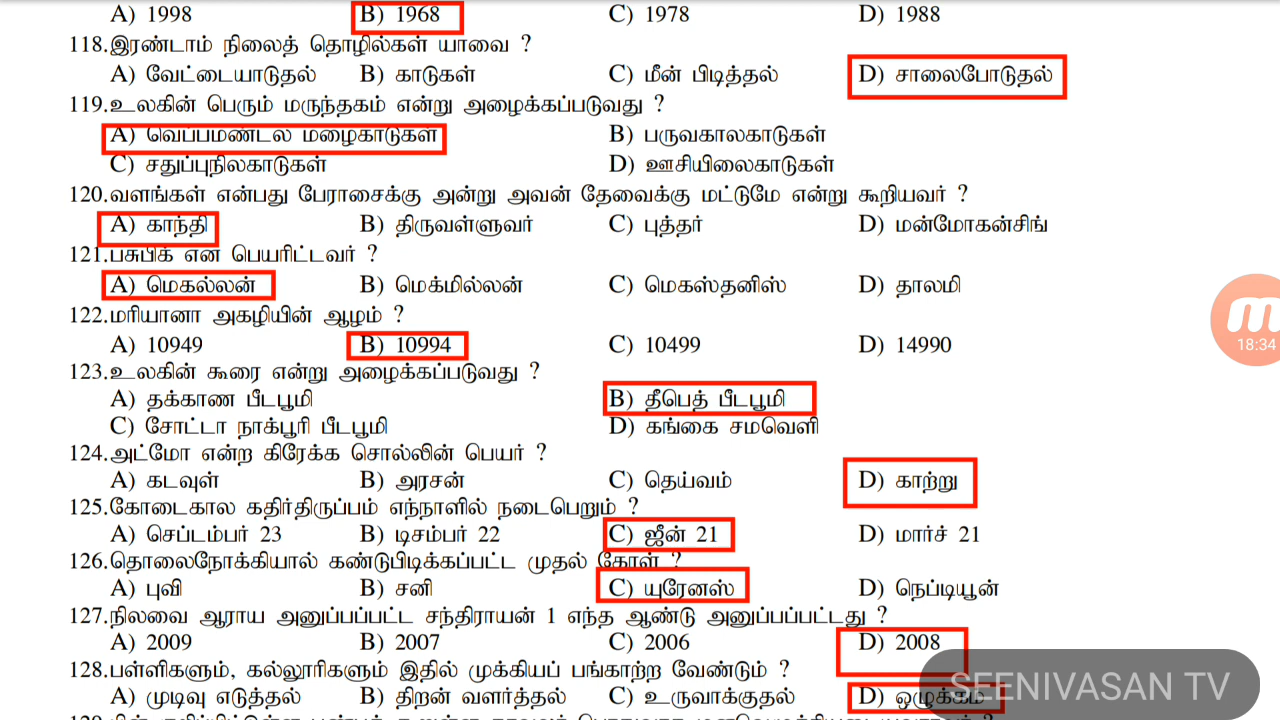 A) 1998 B) 1968 C) 1978 D) 1988
118.இரண்டாம் நிலைத் தொழில்கள் யாவை ?
A) வேட்டையாடுதல் B) காடுகள் C) மீன் பிடித்தல் D) சாலைபோடுதல்
119.உலகின் பெரும் மருந்தகம் என்று அழைக்கப்படுவது ?
A) வெப்பமண்டல மழைகாடுகள் B) பருவகாலகாடுகள்
C) சதுப்புநிலகாடுகள் D) ஊசியிலைகாடுகள்
120.வளங்கள் என்பது பேராசைக்கு அன்று அவன் தேவைக்கு மட்டுமே என்று கூறியவர் ?
A) காந்தி B) திருவள்ளுவர் C) புத்தர் D) மன்மோகன்சிங்
121.பசுபிக் என பெயரிட்டவர் ?
A) மெகல்லன் B) மெக்மில்லன் C) மெகஸ்தனிஸ் D) தாலமி
122.மரியானா அகழியின் ஆழம் ?
A) 10949 B) 10994 C) 10499 D) 14990
123.உலகின் கூரை என்று அழைக்கப்படுவது ?
A) தக்காண பீடபூமி B) தீபெத் பீடபூமி
C) சோட்டா நாக்பூரி பீடபூமி D) கங்கை சமவெளி
124.அட்மோ என்ற கிரேக்க சொல்லின் பெயர் ?
A) கடவுள் B) அரசன் C) தெய்வம் D) காற்று
125.கோடைகால கதிர்திருப்பம் எந்நாளில் நடைபெறும் ?
A) செப்டம்பர் 23 B) டிசம்பர் 22 C) ஜீன் 21 D) மார்ச் 21
126.தொலைநோக்கியால் கண்டுபிடிக்கப்பட்ட முதல் கோள் ?
A) புவி B) சனி C) யுரேனஸ் D) நெப்டியூன்
127.நிலவை ஆராய அனுப்பப்பட்ட சந்திராயன் 1 எந்த ஆண்டு அனுப்பப்பட்டது ?
A) 2009 B) 2007 C) 2006 D) 2008
128.பள்ளிகளும், கல்லூரிகளும் இதில் முக்கியப் பங்காற்ற வேண்டும் ?
A) முடிவு எடுத்தல் B) திறன் வளர்த்தல் C) உருவாக்குதல் D) ஒழுக்கம்
18:34
SEENIVASAN TV